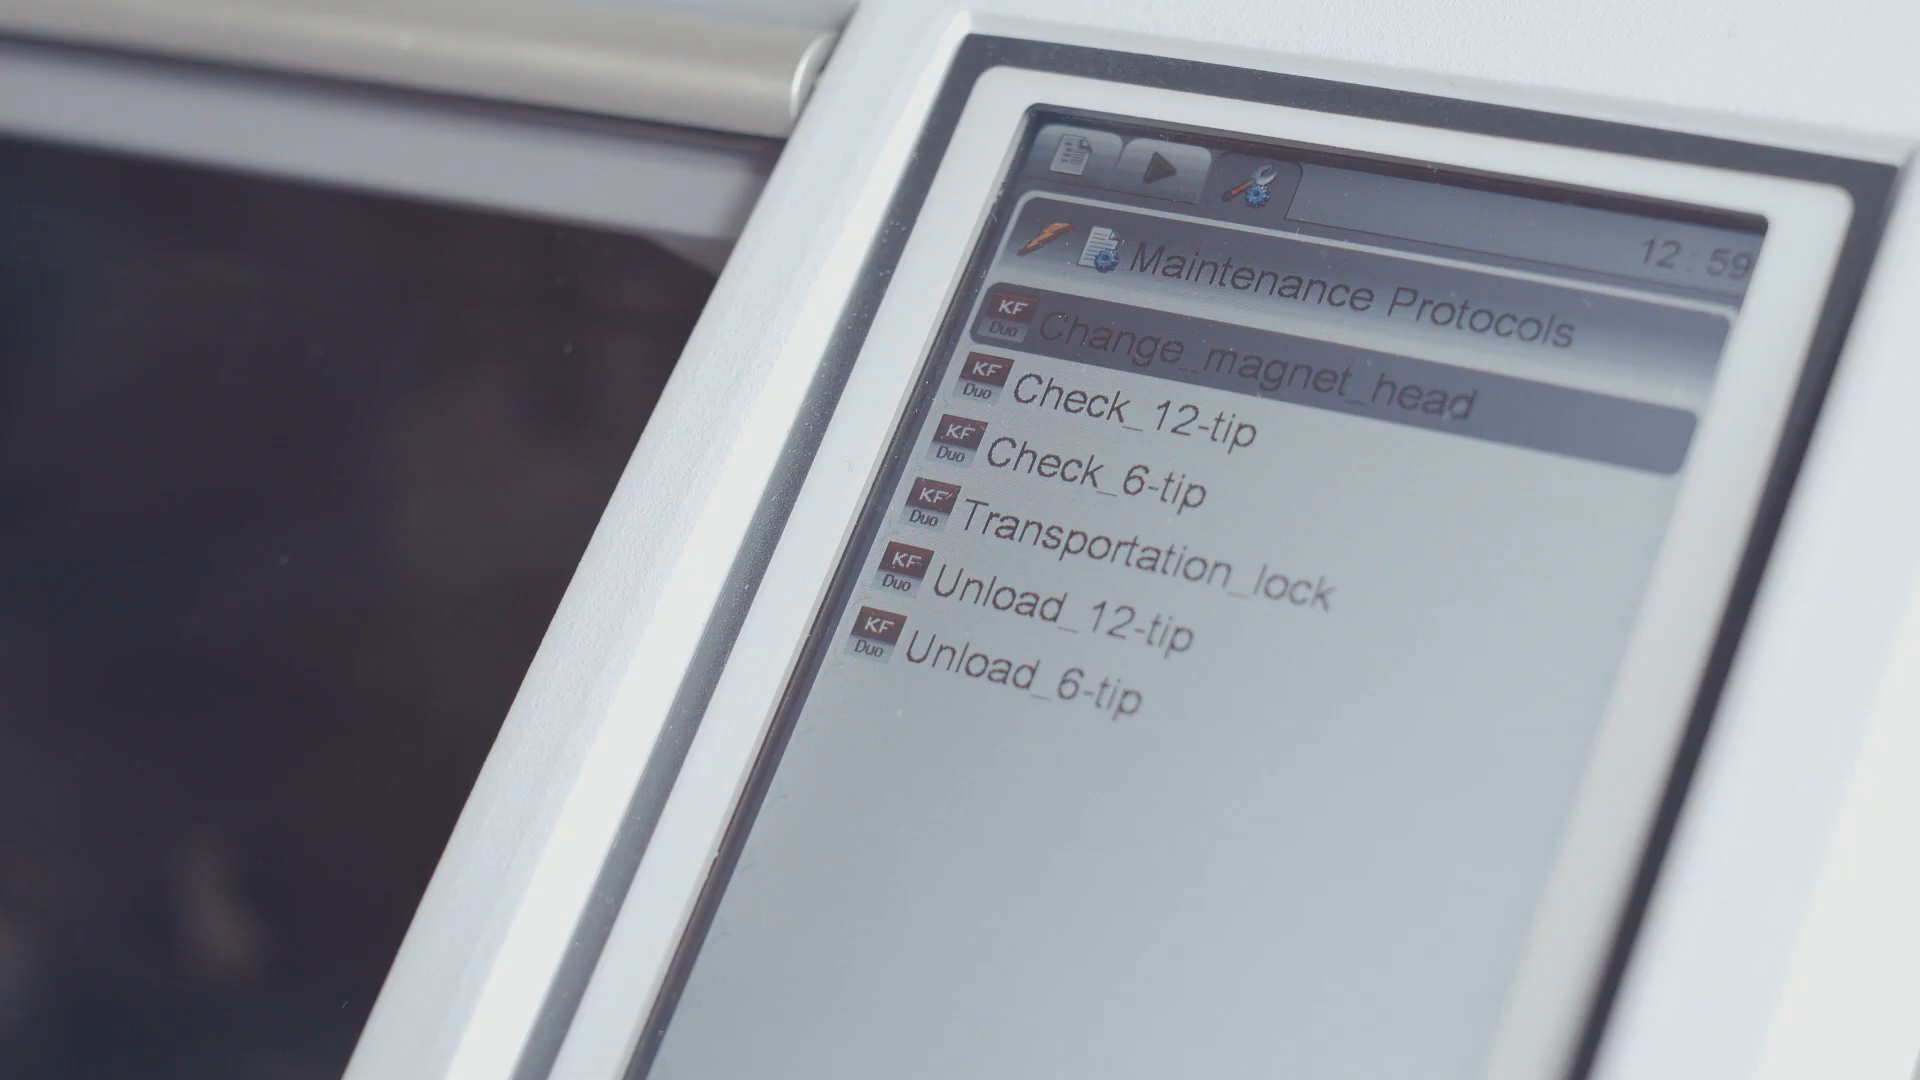 12:59
Maintenance Protocols
KF Duo Change_magnet_head
KF Duo Check_12-tip
KF Duo Check_6-tip
KF Duo Transportation_lock
KF Duo Unload_12-tip
KF Duo Unload_6-tip